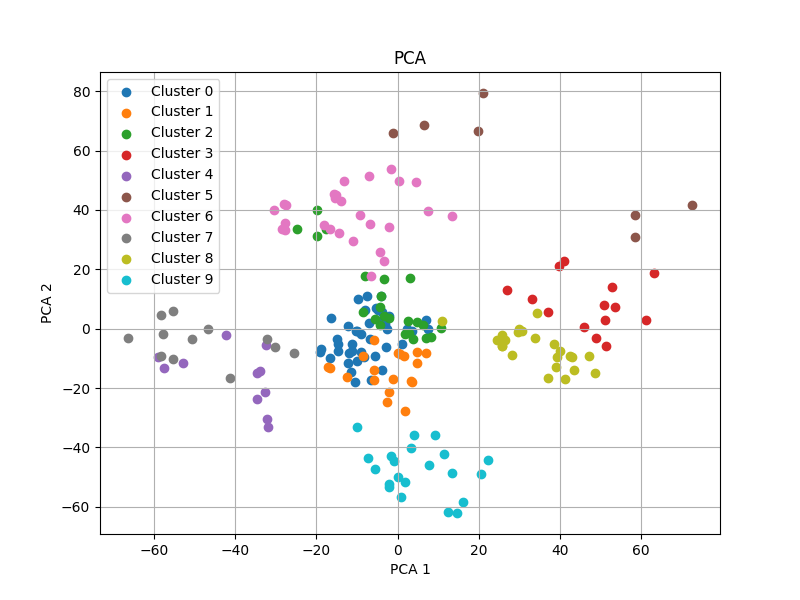 PCA
Cluster 0
Cluster 1
Cluster 2
Cluster 3
Cluster 4
Cluster 5
Cluster 6
Cluster 7
Cluster 8
Cluster 9
PCA 2
80
60
40
20
0
−20
−40
−60
−60 −40 −20 0 20 40 60
PCA 1